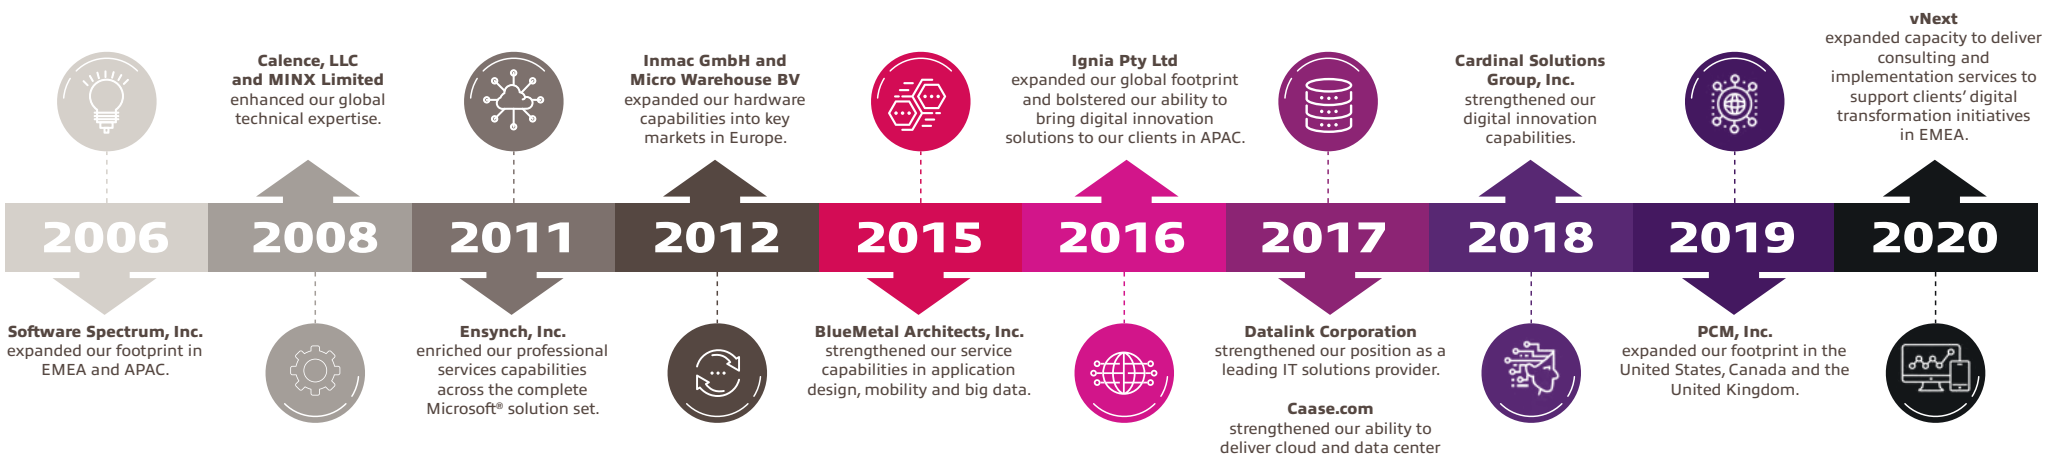 vNext
expanded capacity to deliver
consulting and
implementation services to
support clients’ digital
transformation initiatives
in EMEA.
Calence, LLC
and MINX Limited
enhanced our global
technical expertise.
Inmac GmbH and
Micro Warehouse BV
expanded our hardware
capabilities into key
markets in Europe.
Ignia Pty Ltd
expanded our global footprint
and bolstered our ability to
bring digital innovation
solutions to our clients in APAC.
Cardinal Solutions
Group, Inc.
strengthened our
digital innovation
capabilities.
2006 2008 2011 2012 2015 2016 2017 2018 2019 2020
Software Spectrum, Inc.
expanded our footprint in
EMEA and APAC.
Ensynch, Inc.
enriched our professional
services capabilities
across the complete
Microsoft® solution set.
BlueMetal Architects, Inc.
strengthened our service
capabilities in application
design, mobility and big data.
Datalink Corporation
strengthened our position as a
leading IT solutions provider.
Caase.com
strengthened our ability to
deliver cloud and data center
PCM, Inc.
expanded our footprint in the
United States, Canada and the
United Kingdom.